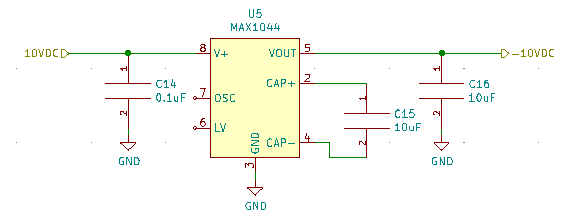 U5
MAX1044
10VDC
8 V+
VOUT 5
-10VDC
1
CAP+ 2
1
C14
0.1uF
7 OSC
1
C15
10uF
C16
10uF
2
6 LV
GND
CAP- 4
2
2
GND
3
GND
GND